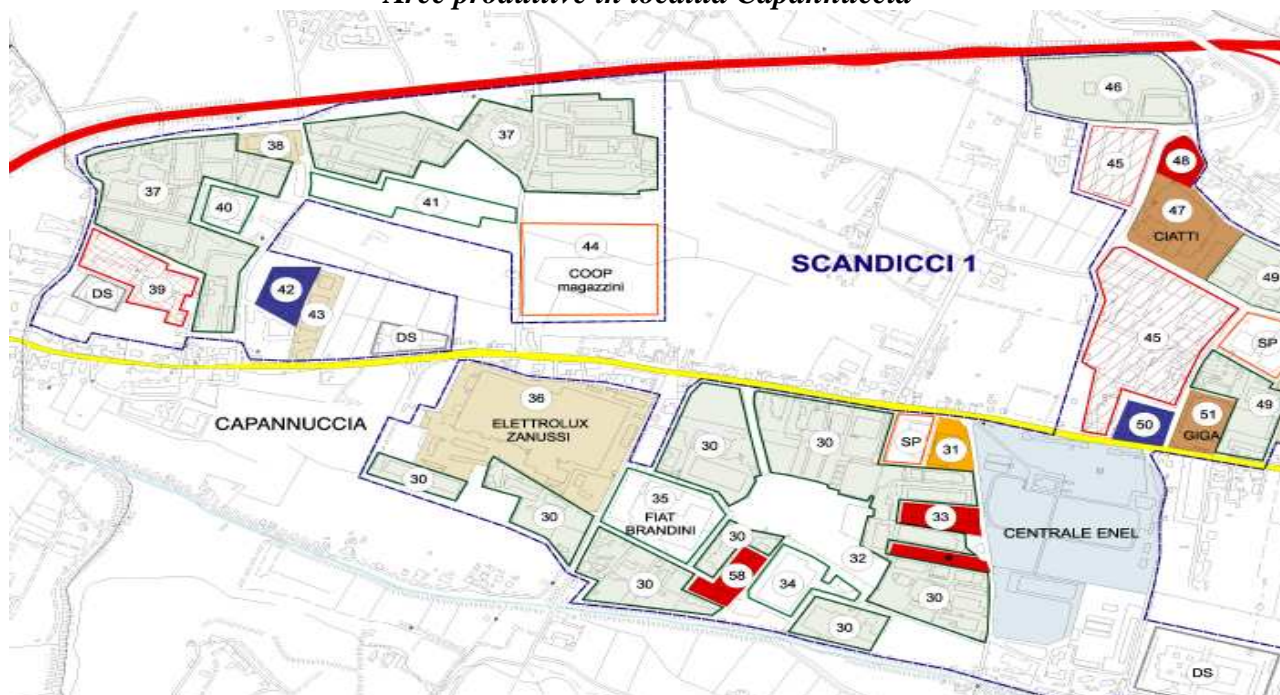 Aree produttive in località Capannuccia
46
37
38
45
48
37
40
41
47
CIATTI
44
COOP
magazzini
SCANDICCI 1
49
39
DS
42
43
DS
45
SP
36
ELETTROLUX
ZANUSSI
CAPANNUCCIA
49
51
GIGA
50
30
30
SP
31
30
35
FIAT
BRANDINI
33
CENTRALE ENEL
30
30
32
58
34
30
30
30
DS